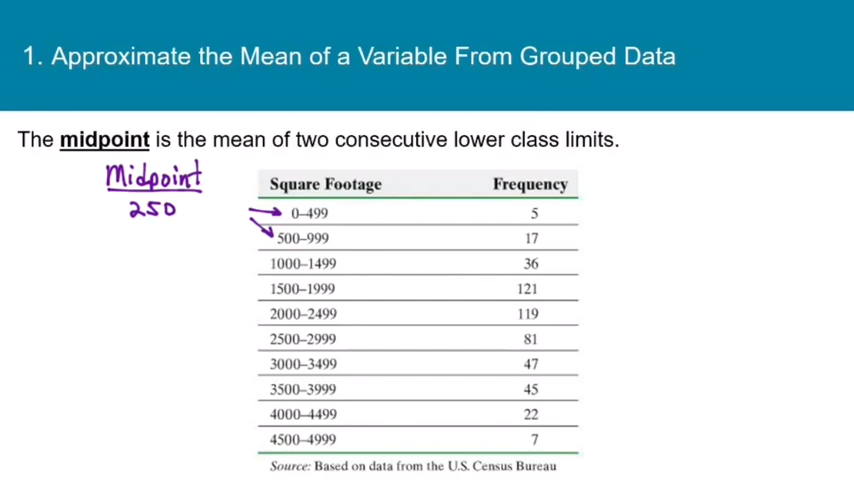 1. Approximate the Mean of a Variable From Grouped Data
The midpoint is the mean of two consecutive lower class limits.
Midpoint
250
Square Footage Frequency
0–499 5
500–999 17
1000–1499 36
1500–1999 121
2000–2499 119
2500–2999 81
3000–3499 47
3500–3999 45
4000–4499 22
4500–4999 7
Source: Based on data from the U.S. Census Bureau